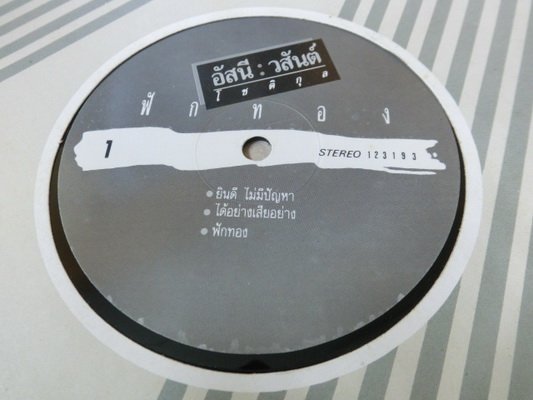 อัสนี : วสันต์
โชติกุล
ฟักทอง
1
STEREO 123193
• ยินดี ไม่มีปัญหา
• ได้อย่างเสียอย่าง
• ฟักทอง